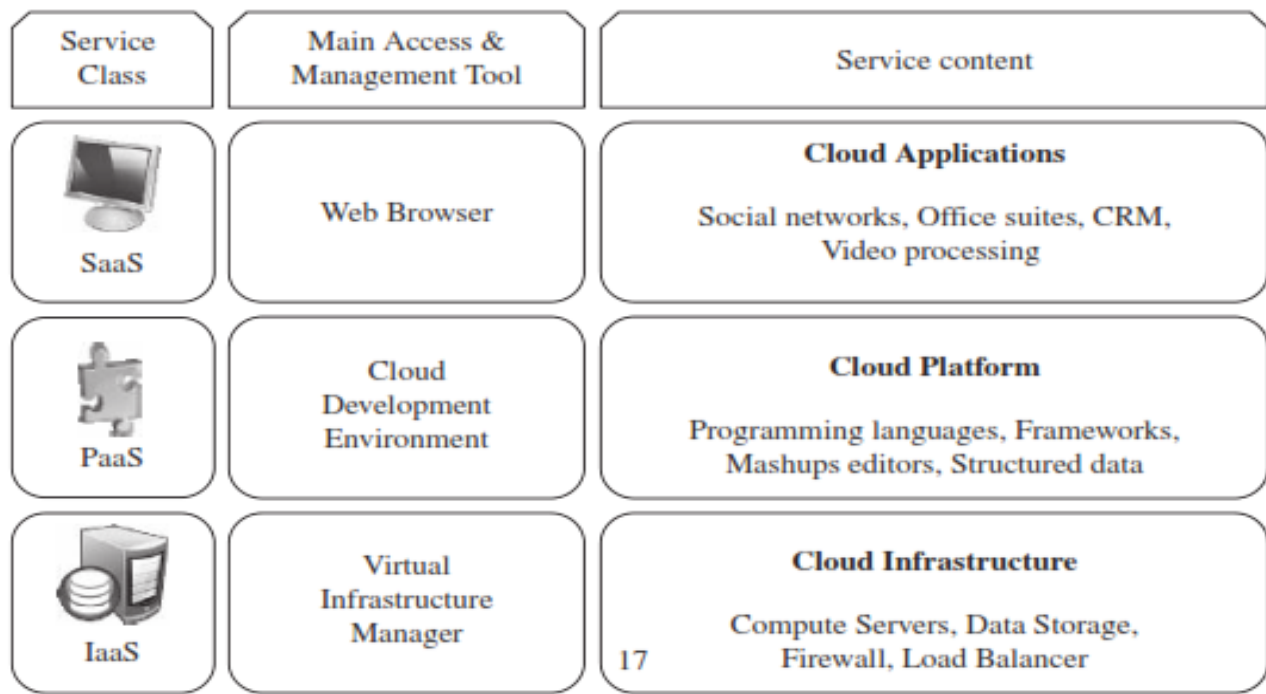 Service
Class
Main Access &
Management Tool
Service content
SaaS
Web Browser
Cloud Applications
Social networks, Office suites, CRM,
Video processing
PaaS
Cloud
Development
Environment
Cloud Platform
Programming languages, Frameworks,
Mashups editors, Structured data
IaaS
Virtual
Infrastructure
Manager
Cloud Infrastructure
Compute Servers, Data Storage,
Firewall, Load Balancer
17